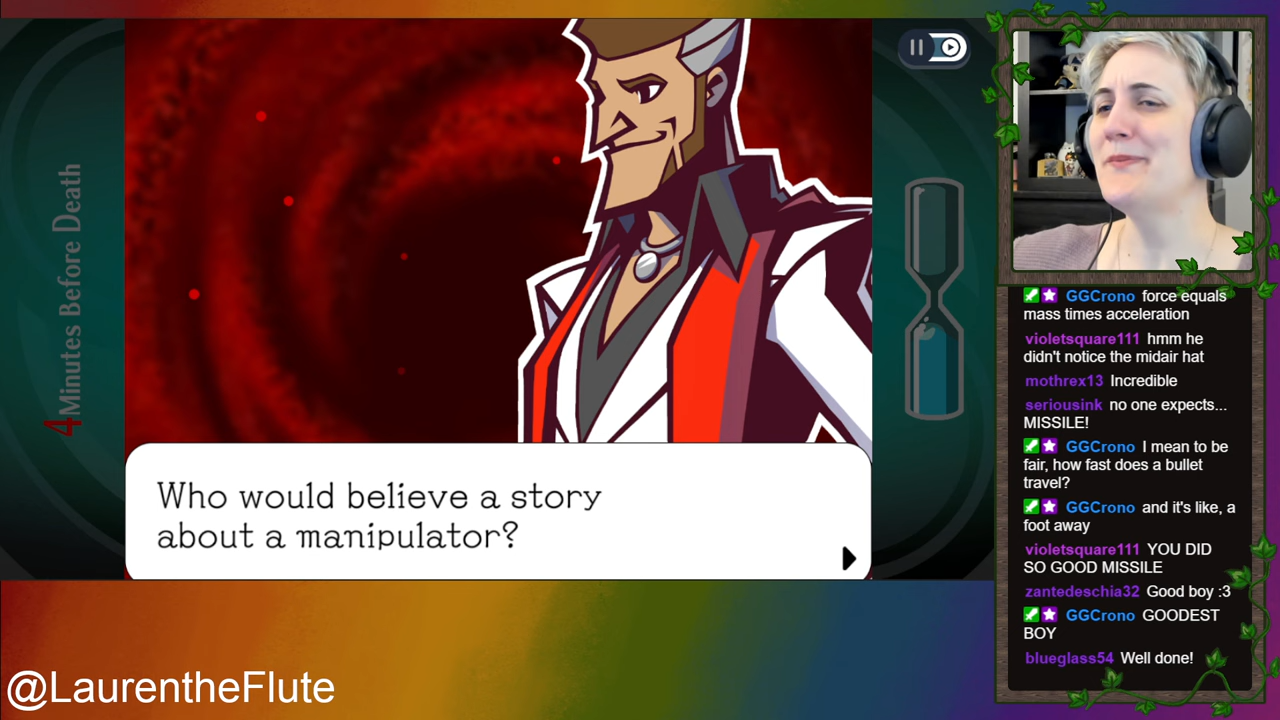 4 Minutes Before Death
Who would believe a story
about a manipulator?
@LaurentheFlute
GGCrono force equals
mass times acceleration
violetsquare111 hmm he
didn't notice the midair hat
mothrex13 Incredible
seriousink no one expects...
MISSILE!
GGCrono I mean to be
fair, how fast does a bullet
travel?
GGCrono and it's like, a
foot away
violetsquare111 YOU DID
SO GOOD MISSILE
zantedeschia32 Good boy :3
GGCrono GOODEST
BOY
blueglass54 Well done!